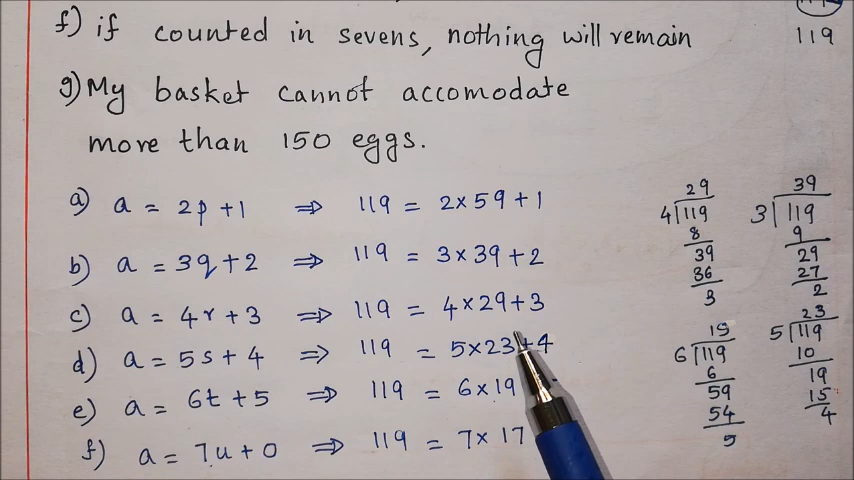 f) if counted in sevens, nothing will remain
119
g) My basket cannot accomodate
more than 150 eggs.
a) a = 2p + 1 ⇒ 119 = 2 × 59 + 1
b) a = 3q + 2 ⇒ 119 = 3 × 39 + 2
c) a = 4r + 3 ⇒ 119 = 4 × 29 + 3
d) a = 5s + 4 ⇒ 119 = 5 × 23 + 4
e) a = 6t + 5 ⇒ 119 = 6 × 19
f) a = 7u + 0 ⇒ 119 = 7 × 17
29
4 | 119
8
39
36
3
39
3 | 119
9
29
27
2
19
6 | 119
6
59
54
5
23
5 | 119
10
19
15
4